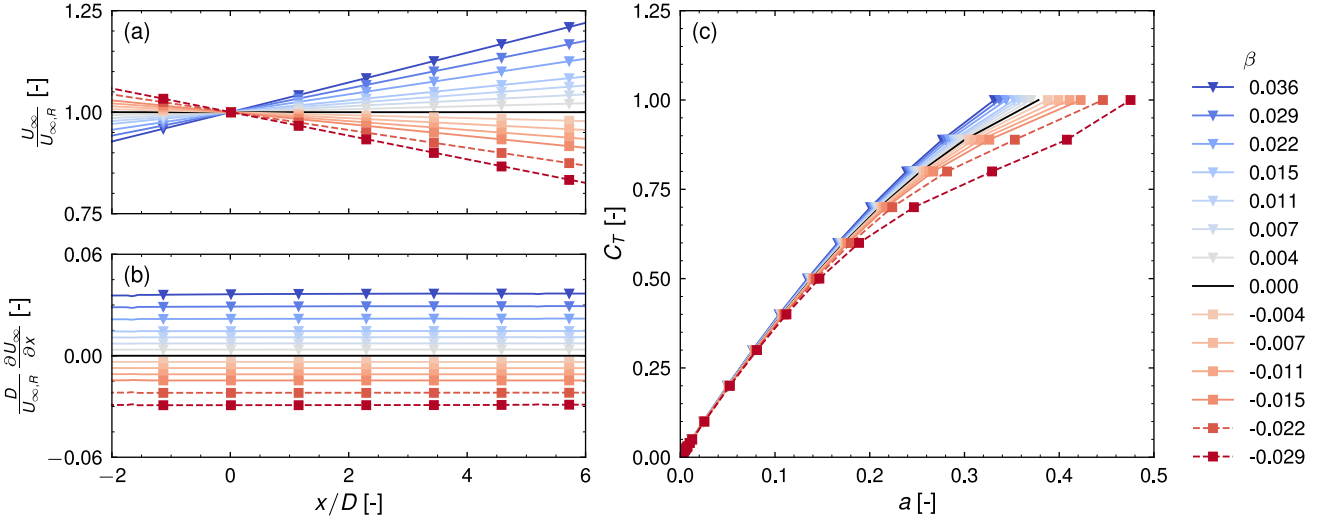 (a)
1.25
1.00
0.75
U∞/U∞,R [-]
(b)
0.06
0.00
−0.06
D/U∞,R ∂U∞/∂x [-]
−2 0 2 4 6
x/D [-]
(c)
1.25
1.00
0.75
0.50
0.25
0.00
C_T [-]
0.0 0.1 0.2 0.3 0.4 0.5
a [-]
β
0.036
0.029
0.022
0.015
0.011
0.007
0.004
0.000
-0.004
-0.007
-0.011
-0.015
-0.022
-0.029